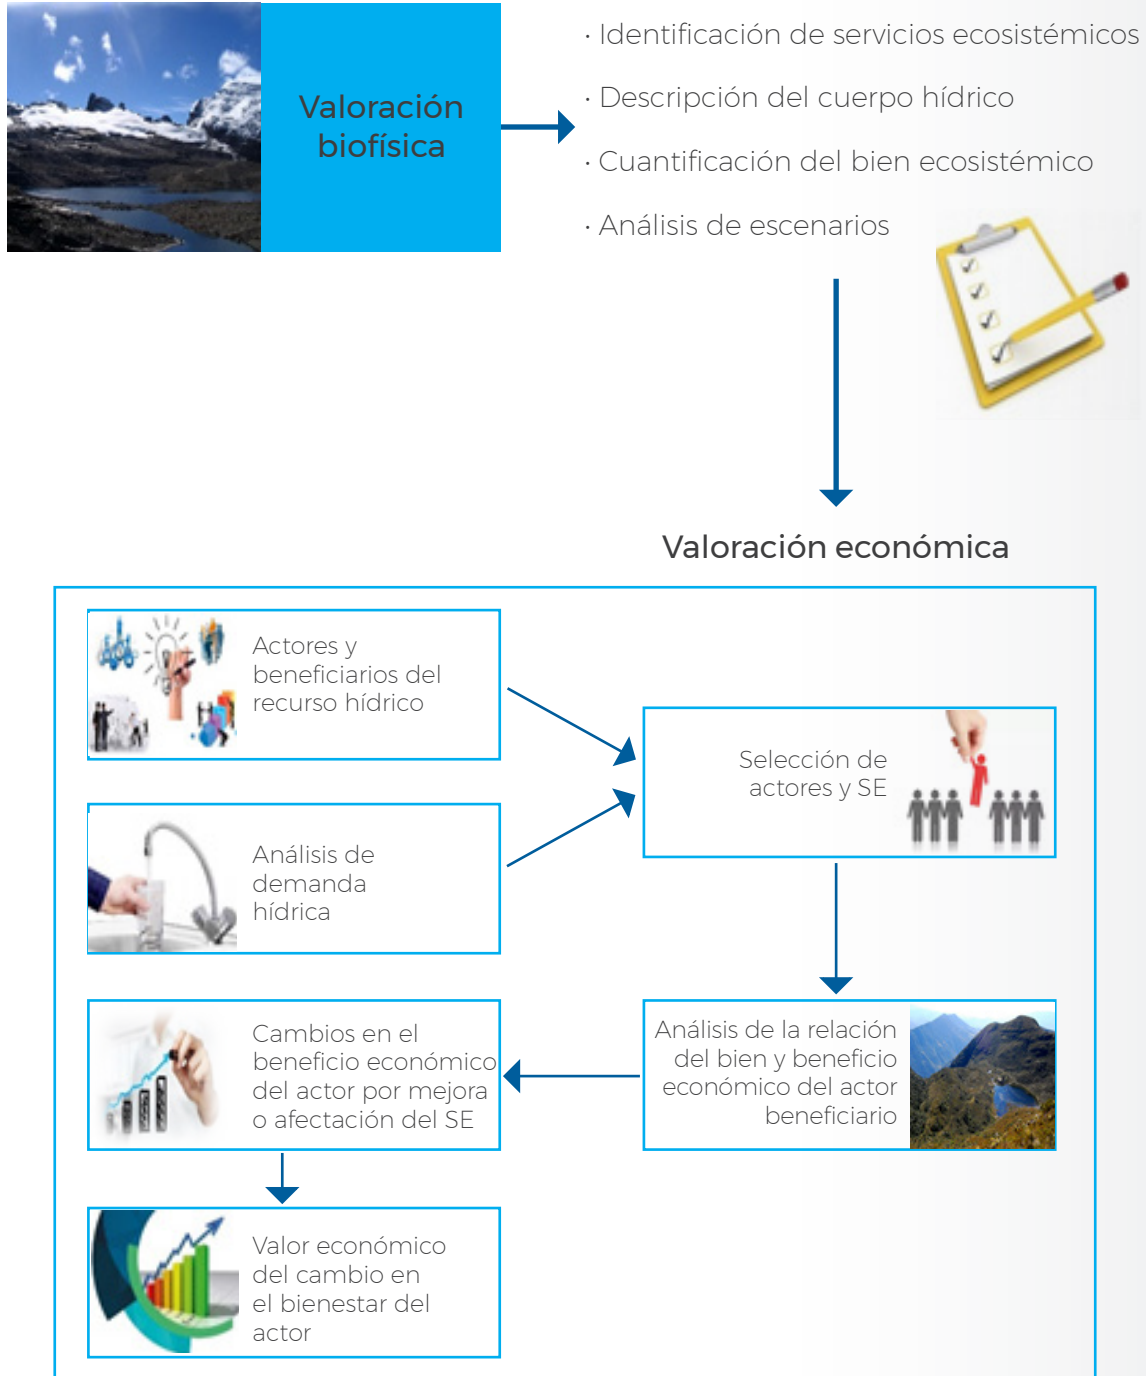 Valoración
biofísica
· Identificación de servicios ecosistémicos
· Descripción del cuerpo hídrico
· Cuantificación del bien ecosistémico
· Análisis de escenarios
Valoración económica
Actores y
beneficiarios del
recurso hídrico
Selección de
actores y SE
Análisis de
demanda
hídrica
Análisis de la relación
del bien y beneficio
económico del actor
beneficiario
Cambios en el
beneficio económico
del actor por mejora
o afectación del SE
Valor económico
del cambio en
el bienestar del
actor